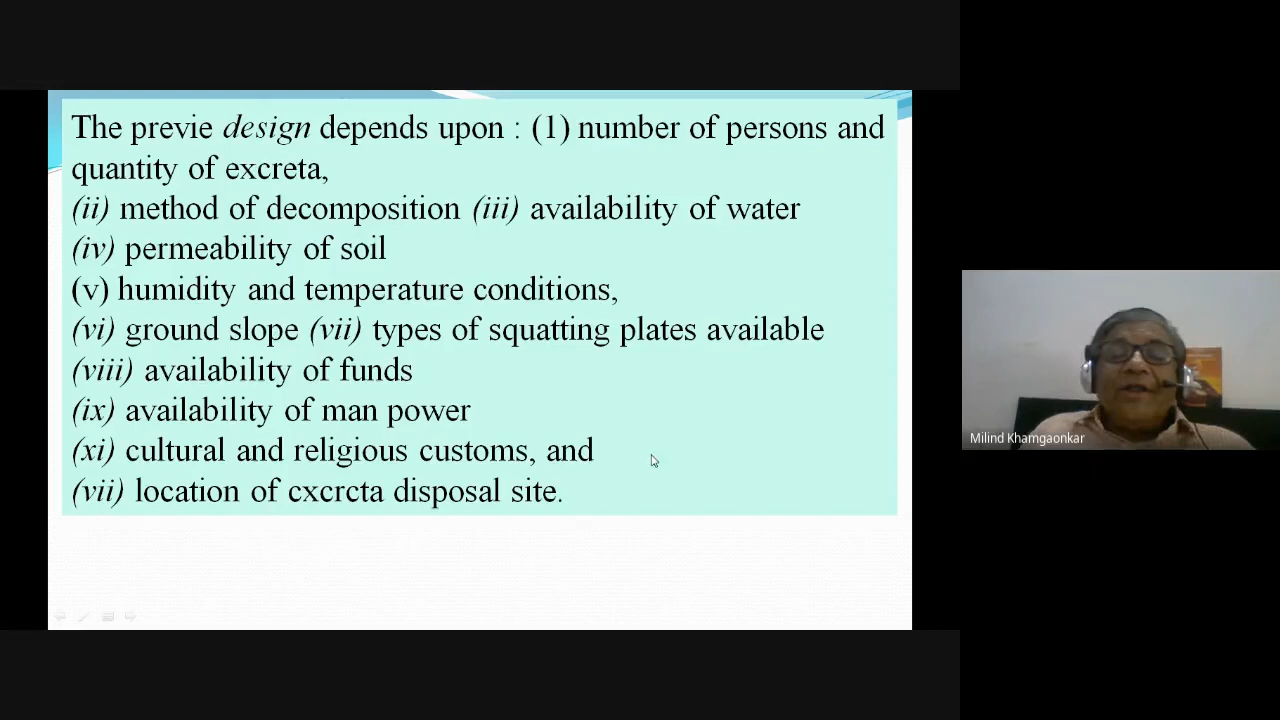 The previe design depends upon : (1) number of persons and
quantity of excreta,
(ii) method of decomposition (iii) availability of water
(iv) permeability of soil
(v) humidity and temperature conditions,
(vi) ground slope (vii) types of squatting plates available
(viii) availability of funds
(ix) availability of man power
(xi) cultural and religious customs, and
(vii) location of cxcrcta disposal site.
Milind Khamgaonkar